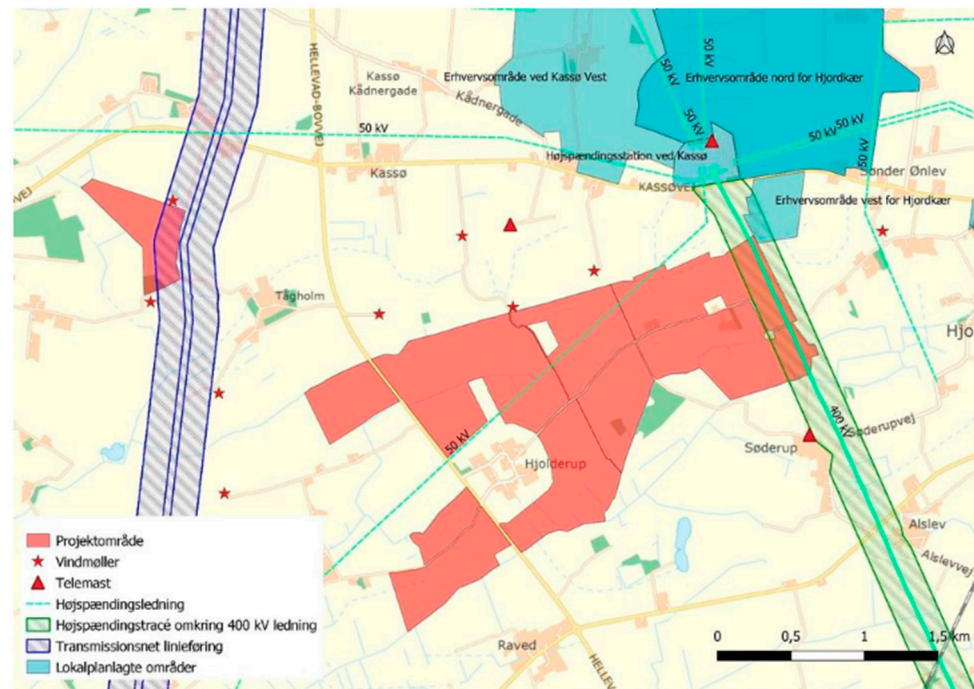 HELLEVAD-BOVVEJ
Kassø
Kådnergade
Erhvervsområde ved Kassø Vest
Kådnergade
50 kV
50 kV
Erhvervsområde nord for Hjordkær
50 kV
50 kV
50 kV
50 kV
Højspændingsstation ved Kassø
Kassø
KASSØVEJ
Sønder Ønlev
Erhvervsområde vest for Hjordkær
Tågholm
Hjo
50 kV
Hjolderup
400 kV
Søderupvej
Søderup
Alslev
Alslevvej
Raved
Projektområde
Vindmøller
Telemast
Højspændingsledning
Højspændingstracé omkring 400 kV ledning
Transmissionsnet linieføring
Lokalplanlagte områder
0 0,5 1 1,5 km